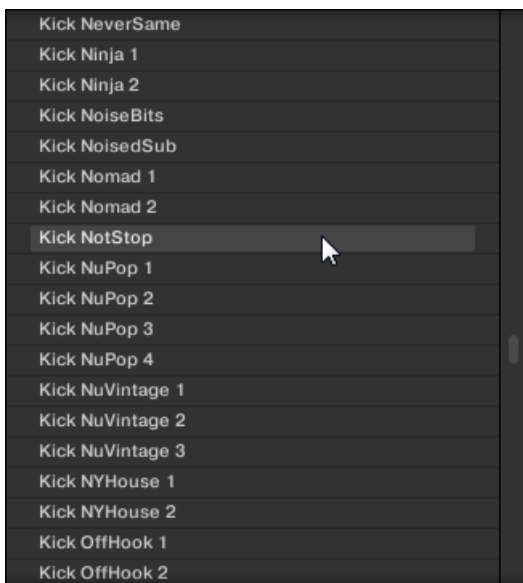 Kick NeverSame
Kick Ninja 1
Kick Ninja 2
Kick NoiseBits
Kick NoisedSub
Kick Nomad 1
Kick Nomad 2
Kick NotStop
Kick NuPop 1
Kick NuPop 2
Kick NuPop 3
Kick NuPop 4
Kick NuVintage 1
Kick NuVintage 2
Kick NuVintage 3
Kick NYHouse 1
Kick NYHouse 2
Kick OffHook 1
Kick OffHook 2